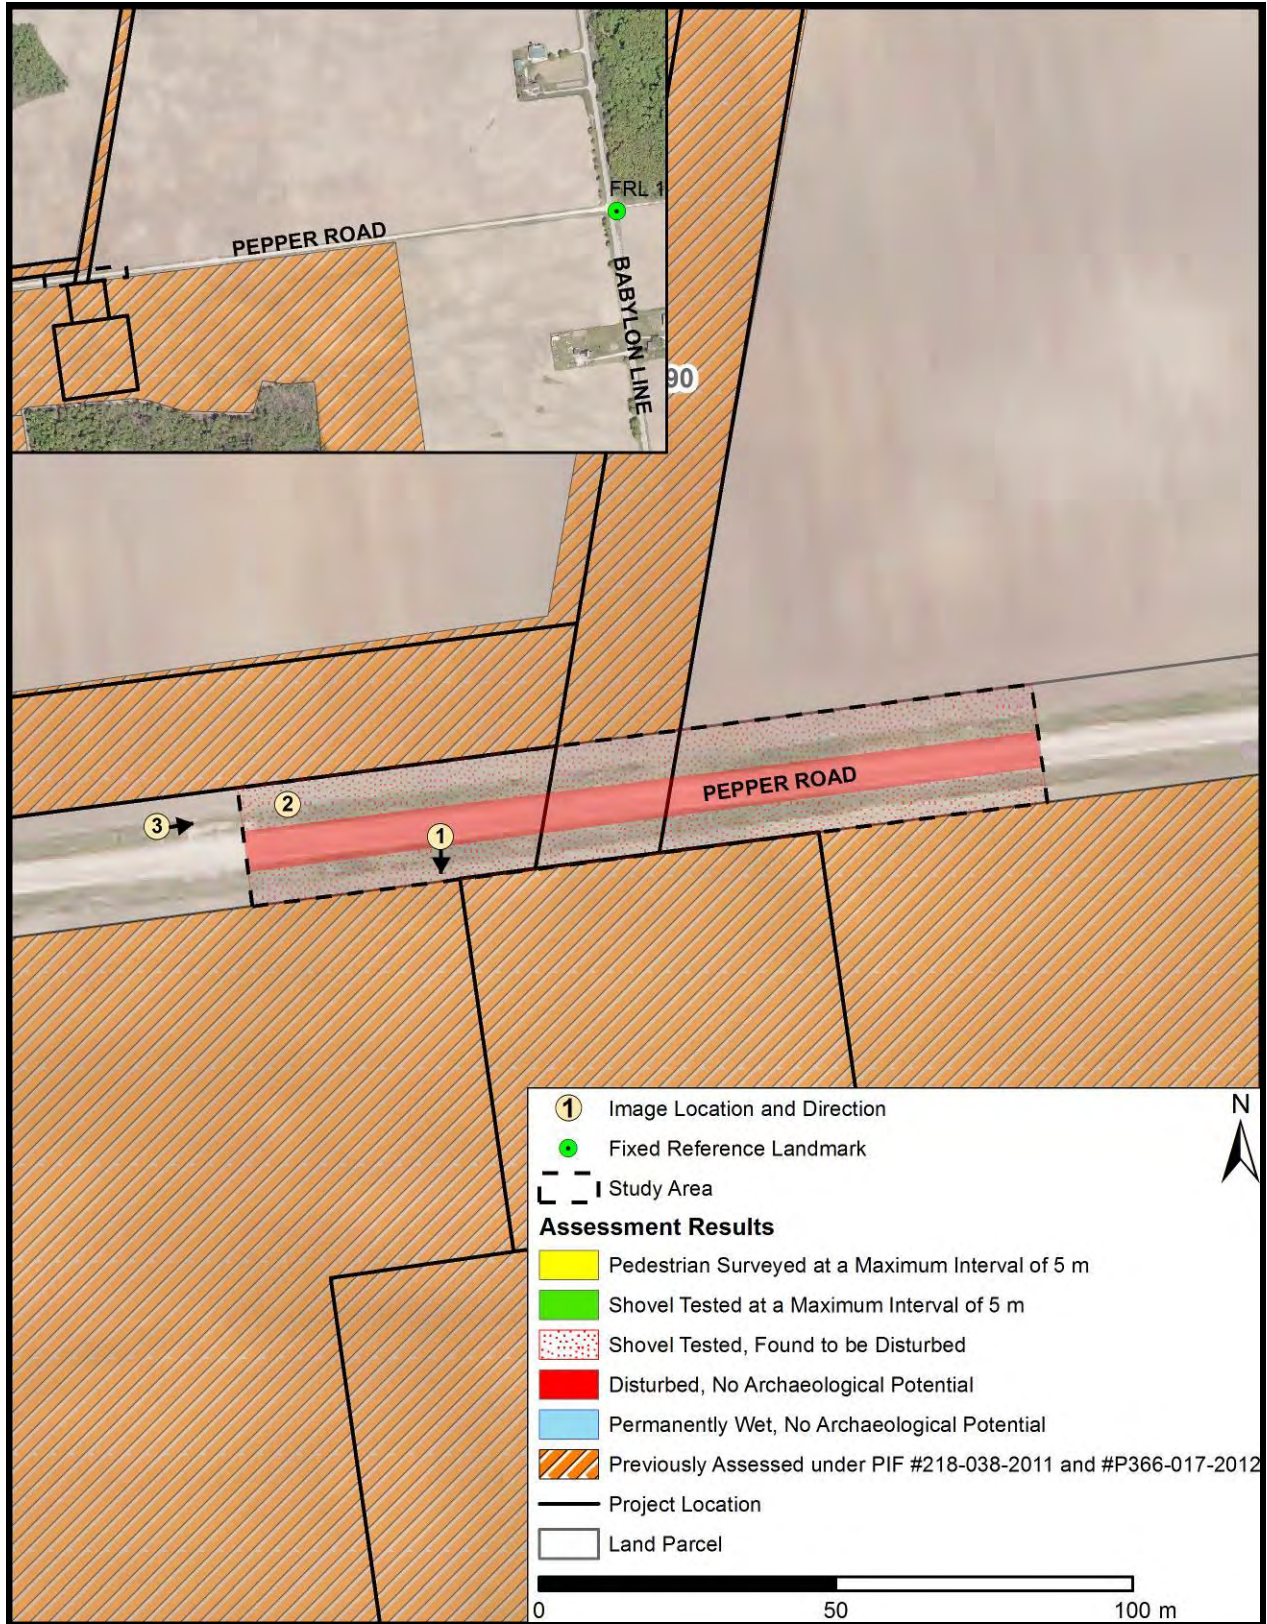 FRL 1
PEPPER ROAD
BABYLON LINE
90
PEPPER ROAD
2
3
1
1 Image Location and Direction
N
Fixed Reference Landmark
Study Area
Assessment Results
Pedestrian Surveyed at a Maximum Interval of 5 m
Shovel Tested at a Maximum Interval of 5 m
Shovel Tested, Found to be Disturbed
Disturbed, No Archaeological Potential
Permanently Wet, No Archaeological Potential
Previously Assessed under PIF #218-038-2011 and #P366-017-2012
Project Location
Land Parcel
0 50 100 m